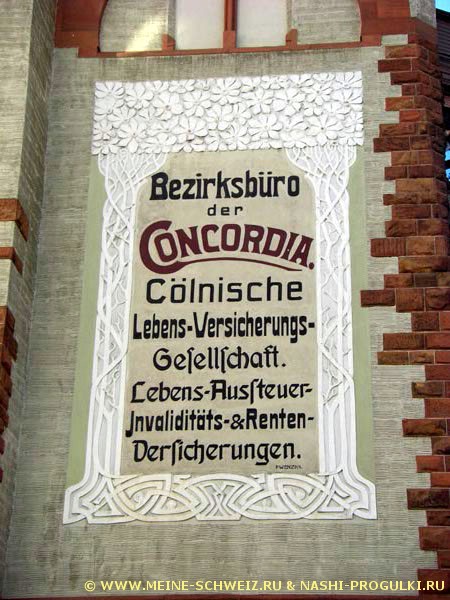 Bezirksbüro
der
CONCORDIA.
Cölnische
Lebens-Verſicherungs-
Geſellſchaft.
Lebens-Ausſteuer-
Invaliditäts-&Renten-
Verſicherungen.
© WWW.MEINE-SCHWEIZ.RU & NASHI-PROGULKI.RU